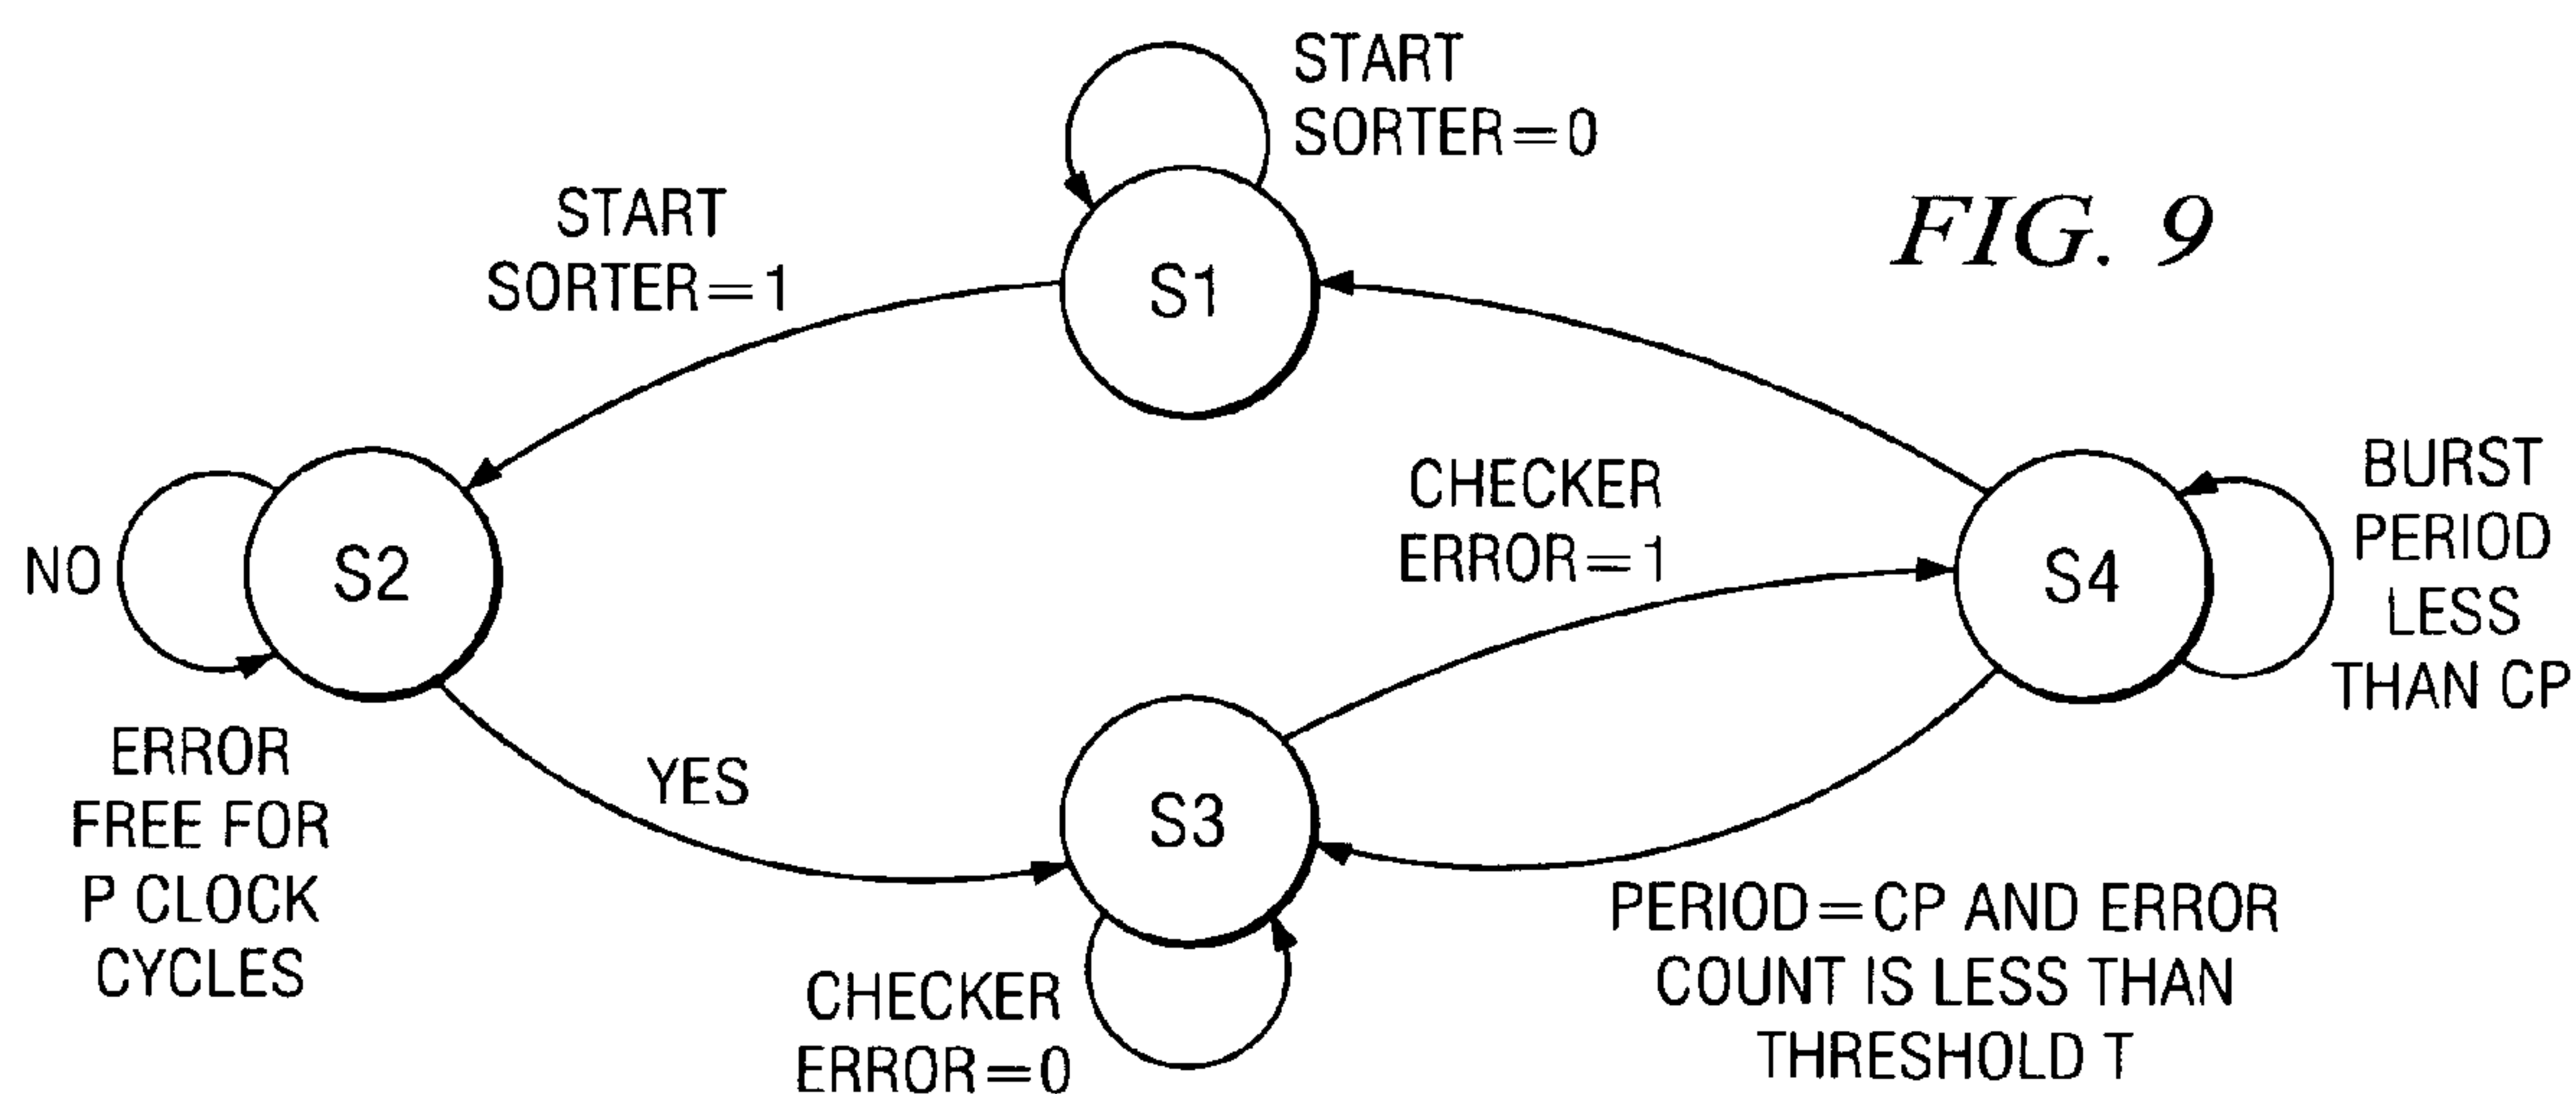 START
SORTER=0
FIG. 9
START
SORTER=1
S1
CHECKER
ERROR=1
BURST
PERIOD
LESS
THAN CP
NO
S2
S4
ERROR
FREE FOR
P CLOCK
CYCLES
YES
S3
CHECKER
ERROR=0
PERIOD=CP AND ERROR
COUNT IS LESS THAN
THRESHOLD T